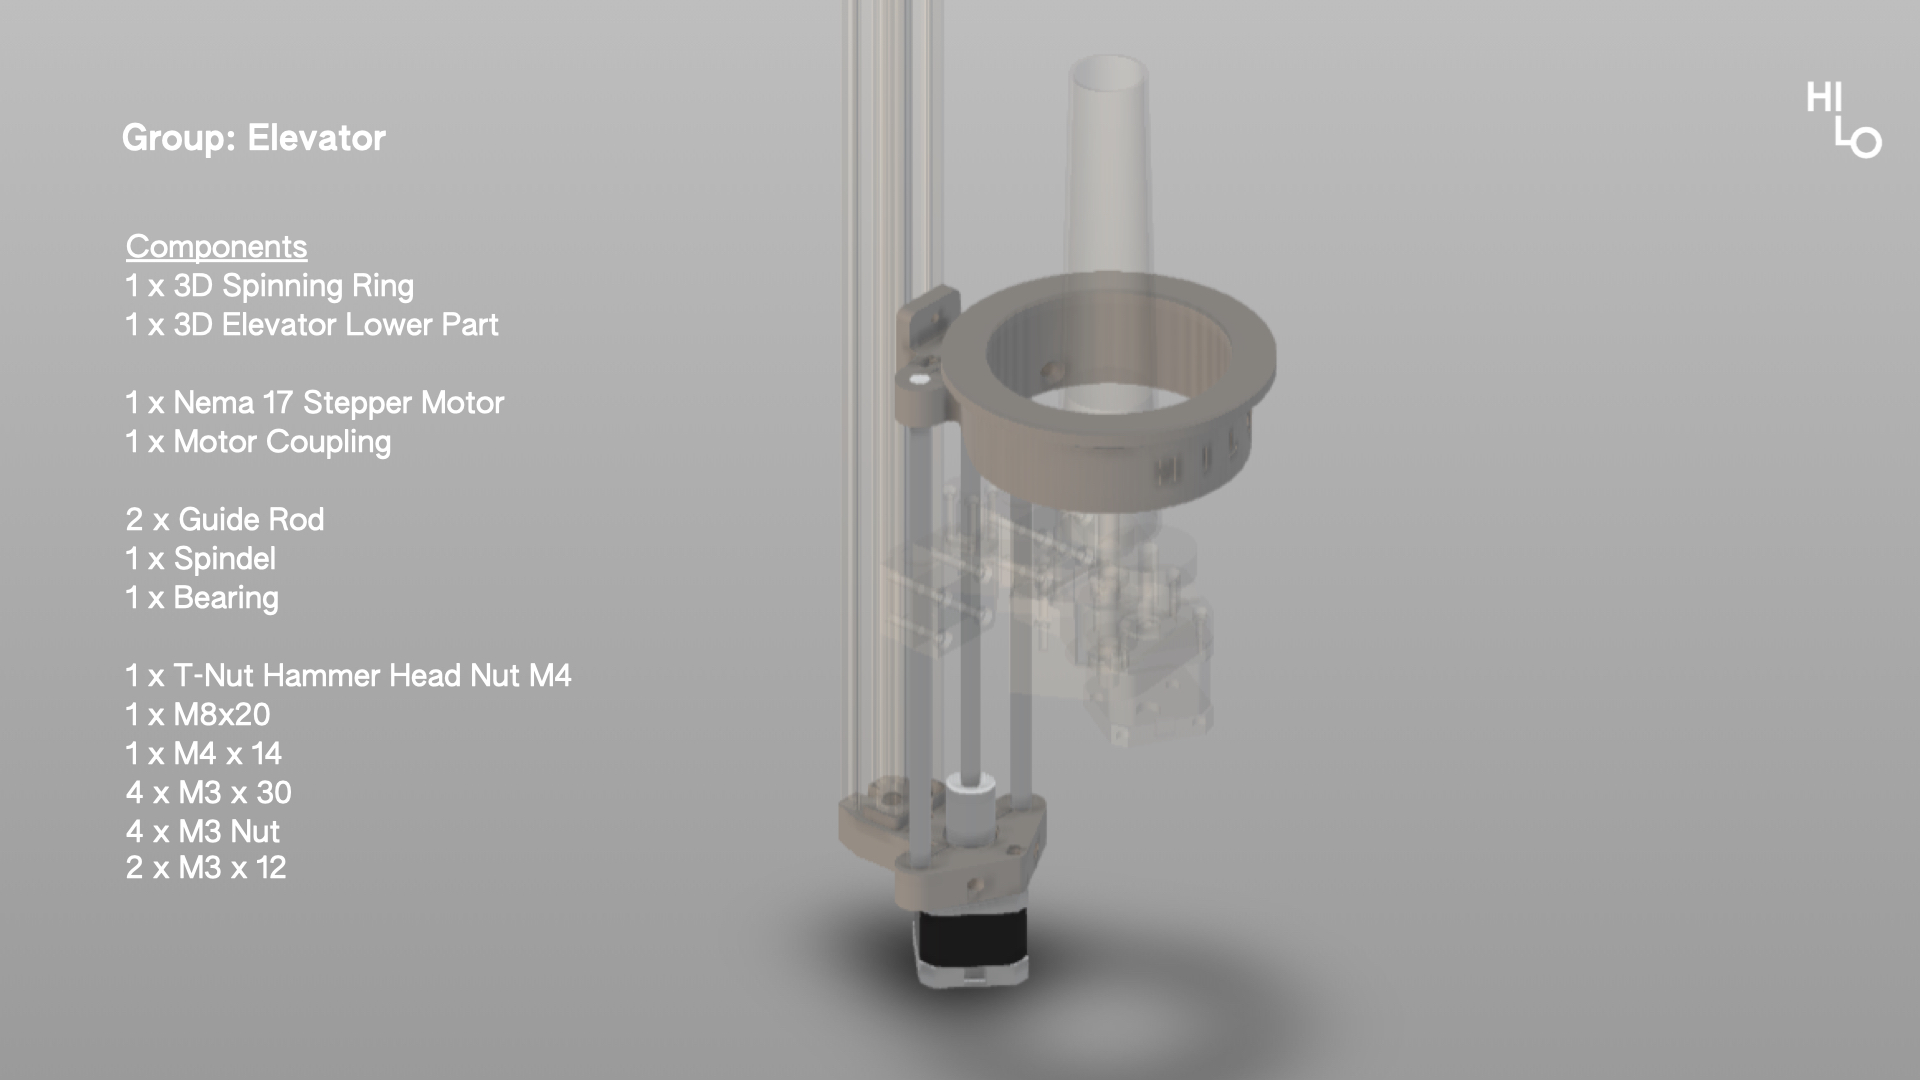 HI
LO
Group: Elevator
Components
1 x 3D Spinning Ring
1 x 3D Elevator Lower Part
1 x Nema 17 Stepper Motor
1 x Motor Coupling
2 x Guide Rod
1 x Spindel
1 x Bearing
1 x T-Nut Hammer Head Nut M4
1 x M8x20
1 x M4 x 14
4 x M3 x 30
4 x M3 Nut
2 x M3 x 12